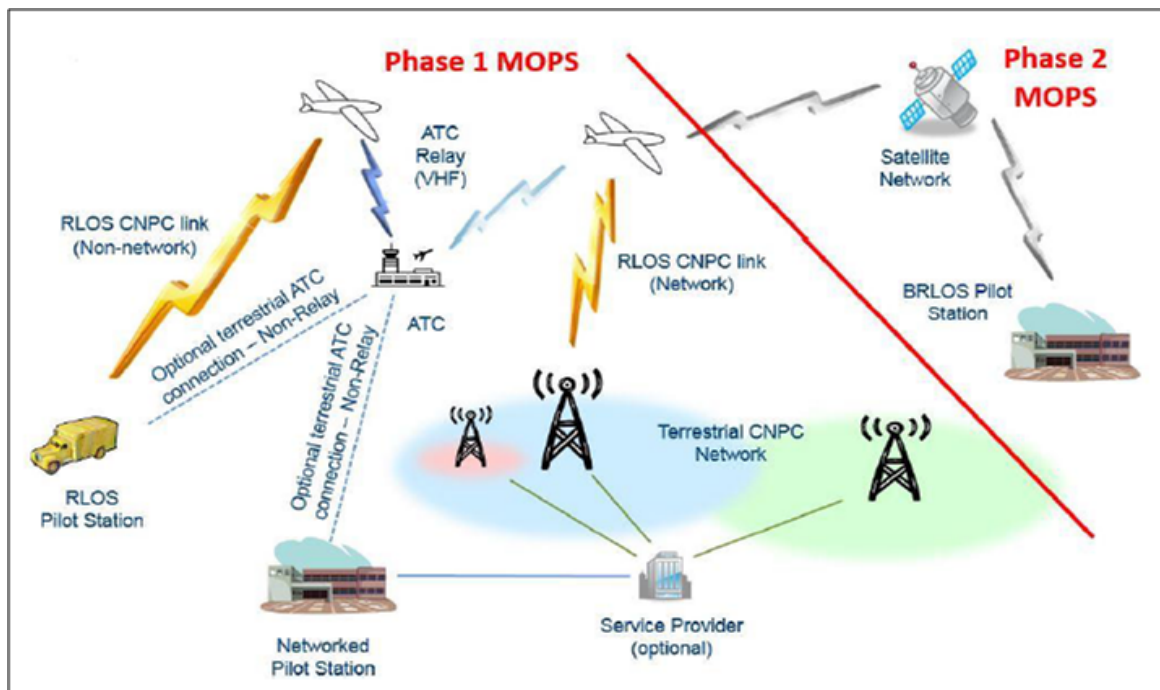 Phase 1 MOPS
Phase 2
MOPS
ATC
Relay
(VHF)
Satellite
Network
RLOS CNPC link
(Non-network)
RLOS CNPC link
(Network)
BRLOS Pilot
Station
Optional terrestrial ATC
connection – Non-Relay
ATC
Optional terrestrial ATC
connection – Non-Relay
Terrestrial CNPC
Network
RLOS
Pilot Station
Networked
Pilot Station
Service Provider
(optional)